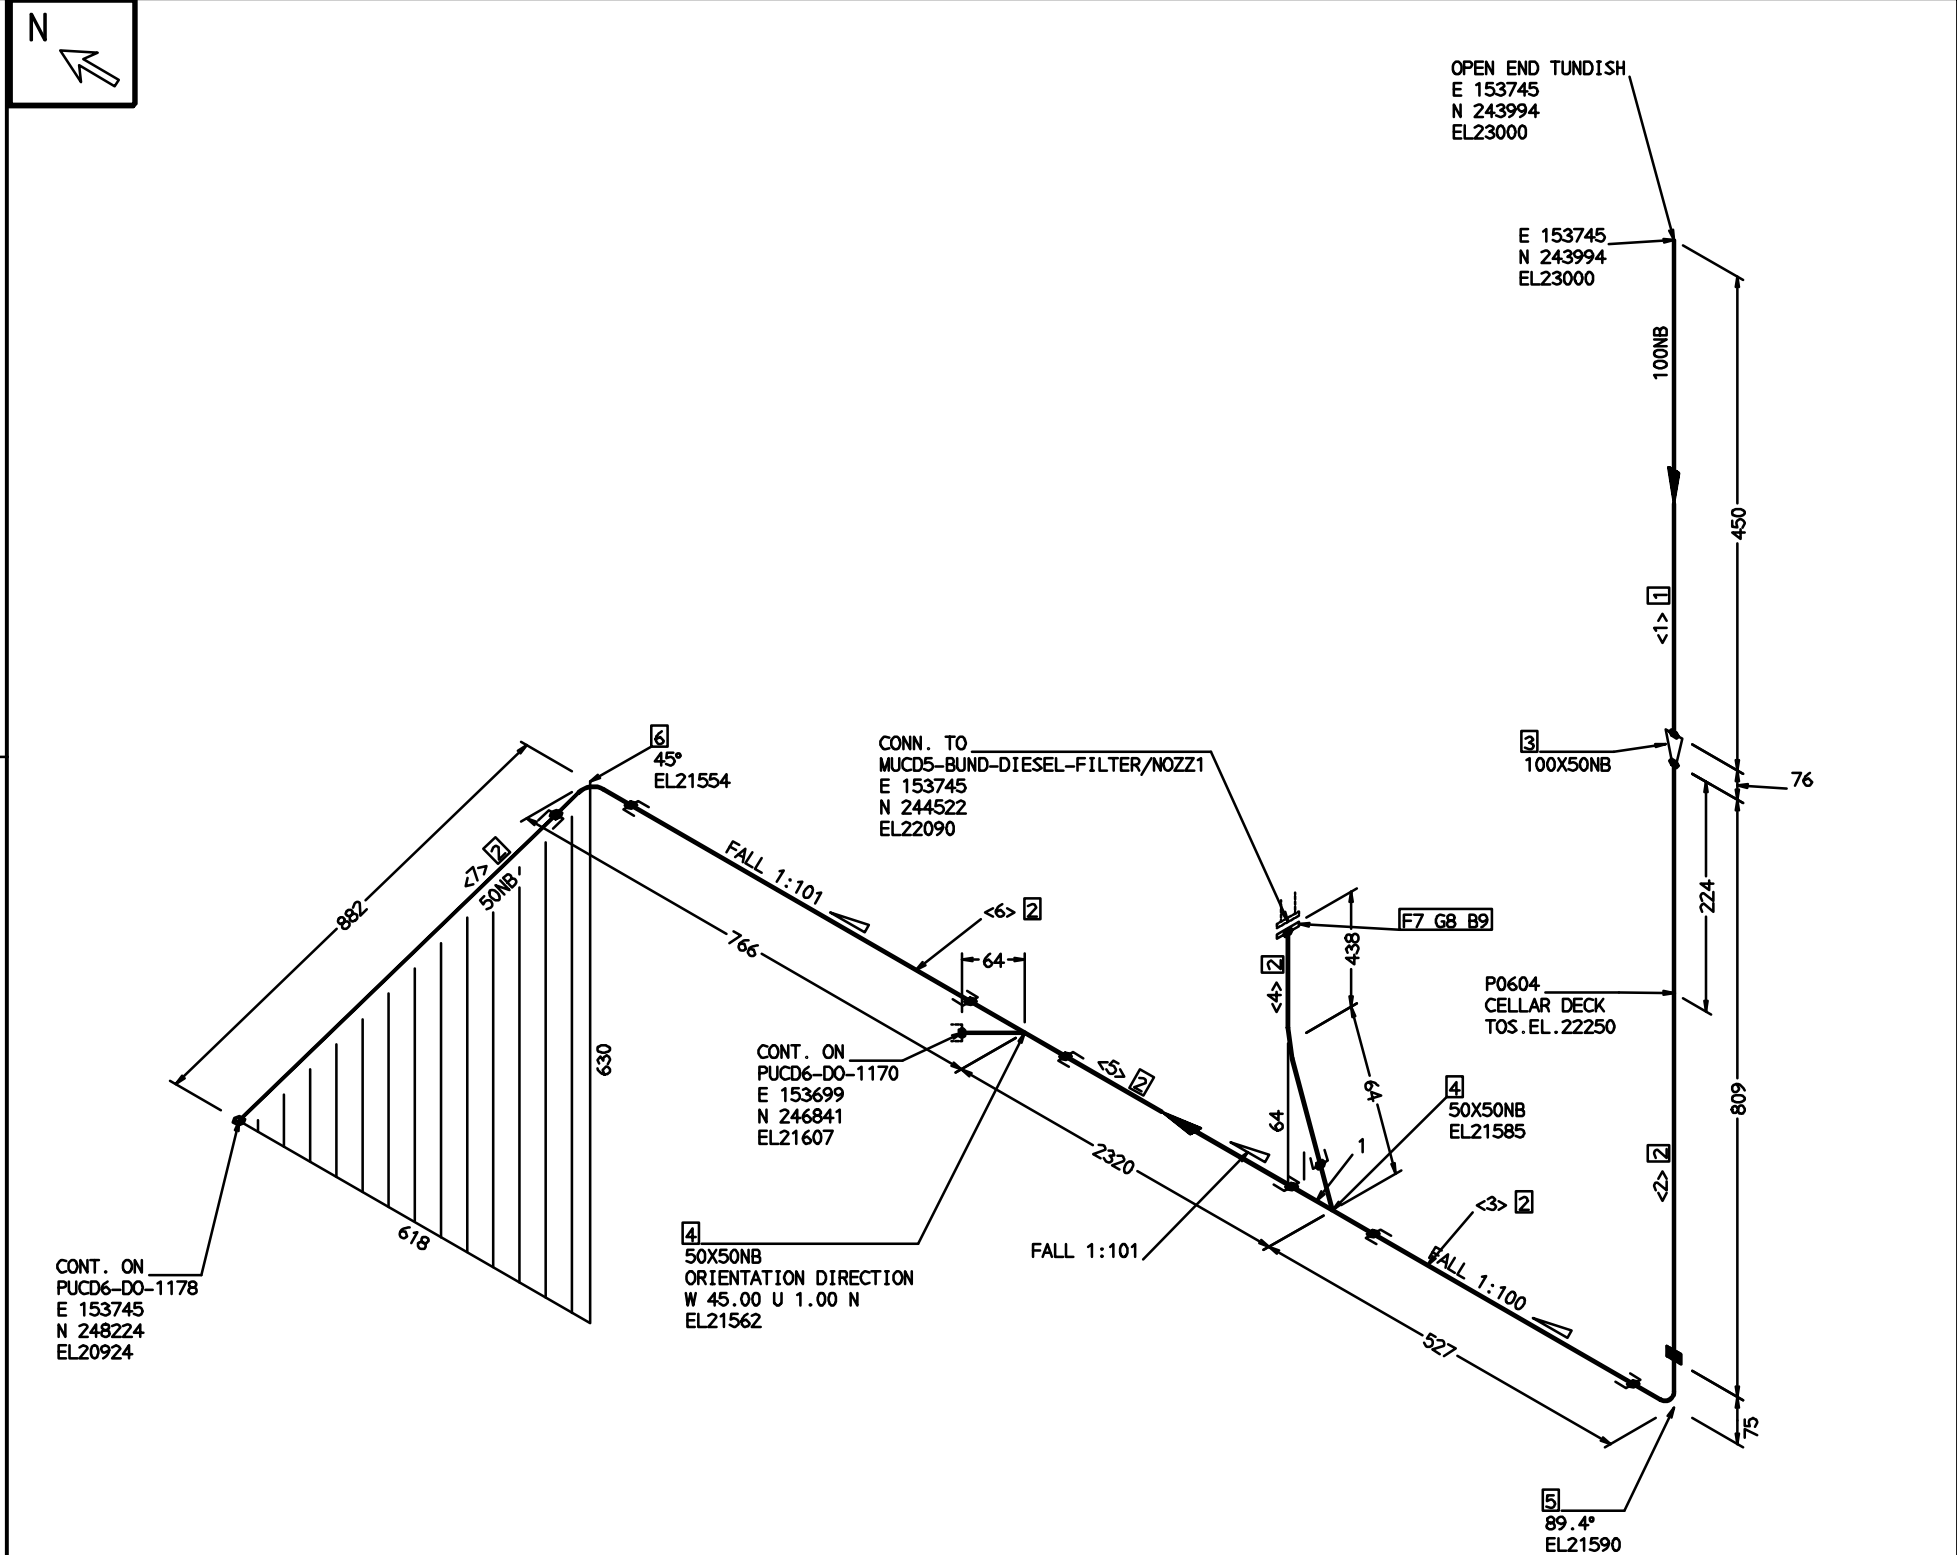 N
OPEN END TUNDISH
E 153745
N 243994
EL23000
E 153745
N 243994
EL23000
100NB
450
<1> 1
3
100X50NB
76
6
45°
EL21554
CONN. TO
MUCD5-BUND-DIESEL-FILTER/NOZZ1
E 153745
N 244522
EL22090
<7> 2
50NB
882
FALL 1:101
766
<6> 2
64
F7 G8 B9
438
<4> 2
224
P0604
CELLAR DECK
TOS.EL.22250
CONT. ON
PUCD6-DO-1170
E 153699
N 246841
EL21607
630
<5> 2
64
64
4
50X50NB
EL21585
809
1
2320
<2> 2
<3> 2
618
4
50X50NB
ORIENTATION DIRECTION
W 45.00 U 1.00 N
EL21562
FALL 1:101
FALL 1:100
CONT. ON
PUCD6-DO-1178
E 153745
N 248224
EL20924
527
75
5
89.4°
EL21590